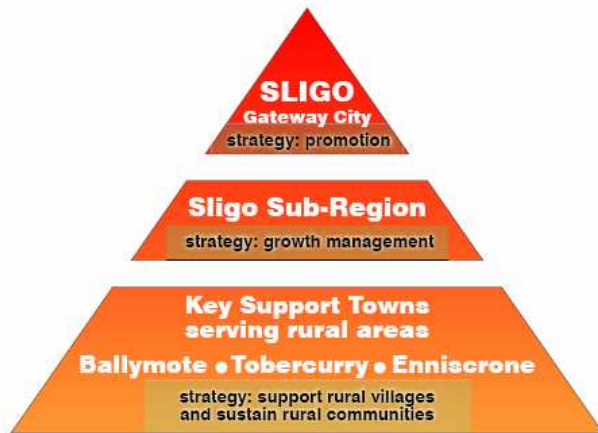 SLIGO
Gateway City
strategy: promotion
Sligo Sub-Region
strategy: growth management
Key Support Towns
serving rural areas
Ballymote ● Tobercurry ● Enniscrone
strategy: support rural villages
and sustain rural communities